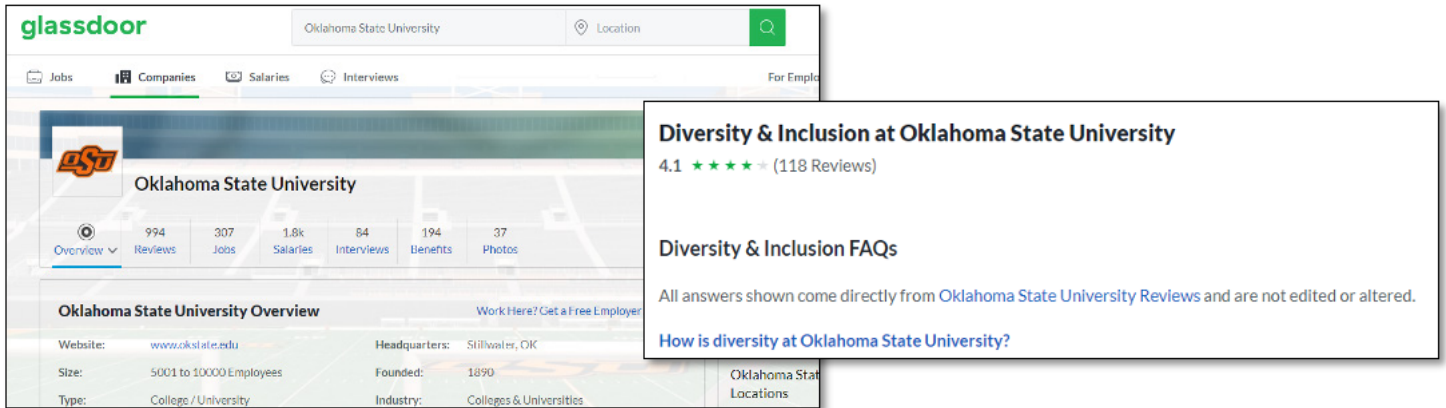 glassdoor
Oklahoma State University
Location
Jobs
Companies
Salaries
Interviews
For Emplo
OSU
Oklahoma State University
Overview
994
Reviews
307
Jobs
1.8k
Salaries
84
Interviews
194
Benefits
37
Photos
Oklahoma State University Overview
Work Here? Get a Free Employer
Website: www.okstate.edu
Headquarters: Stillwater, OK
Size: 5001 to 10000 Employees
Founded: 1890
Type: College / University
Industry: Colleges & Universities
Oklahoma Stat
Locations
Diversity & Inclusion at Oklahoma State University
4.1 ★★★★★ (118 Reviews)
Diversity & Inclusion FAQs
All answers shown come directly from Oklahoma State University Reviews and are not edited or altered.
How is diversity at Oklahoma State University?